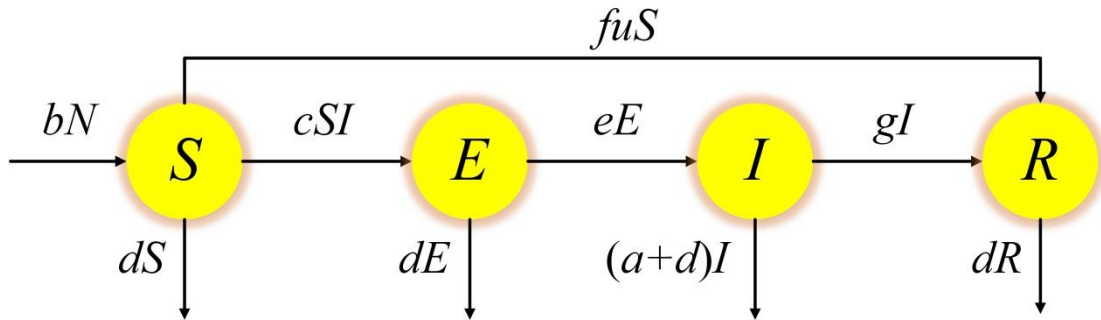 fuS
bN cSI eE gI
S E I R
dS dE (a+d)I dR